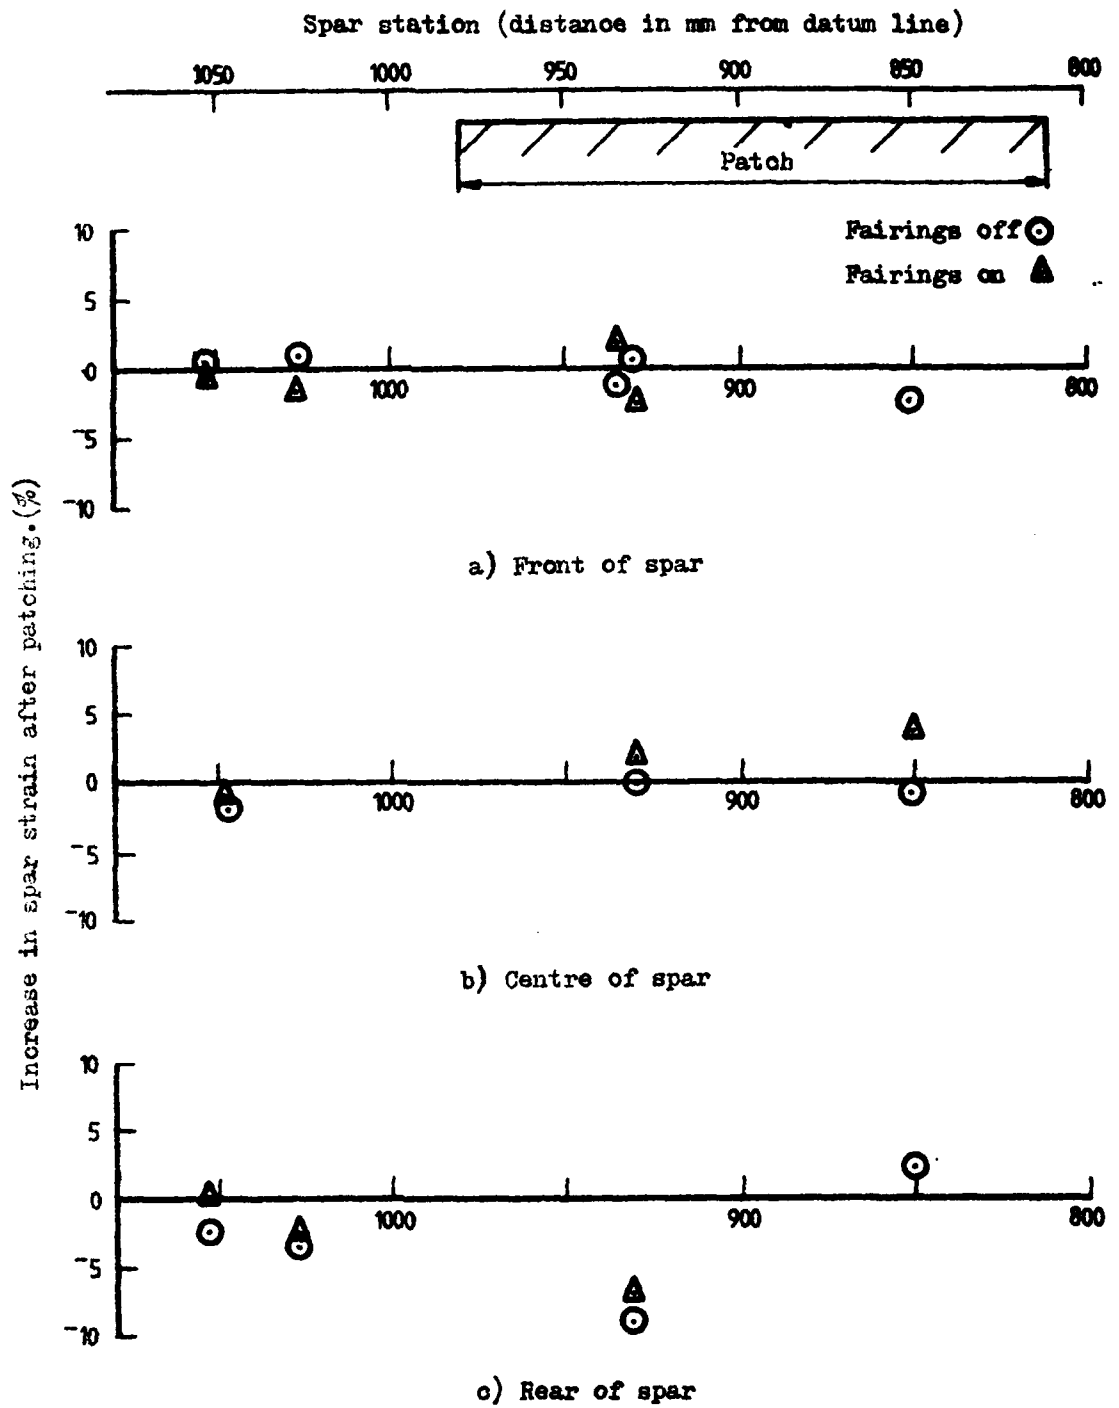 Spar station (distance in mm from datum line)
1050 1000 950 900 850 800
Patch
Fairings off
Fairings on
10
5
0
-5
-10
1000 900 800
a) Front of spar
Increase in spar strain after patching.(%)
10
5
0
-5
-10
1000 900 800
b) Centre of spar
10
5
0
-5
-10
1000 900 800
c) Rear of spar